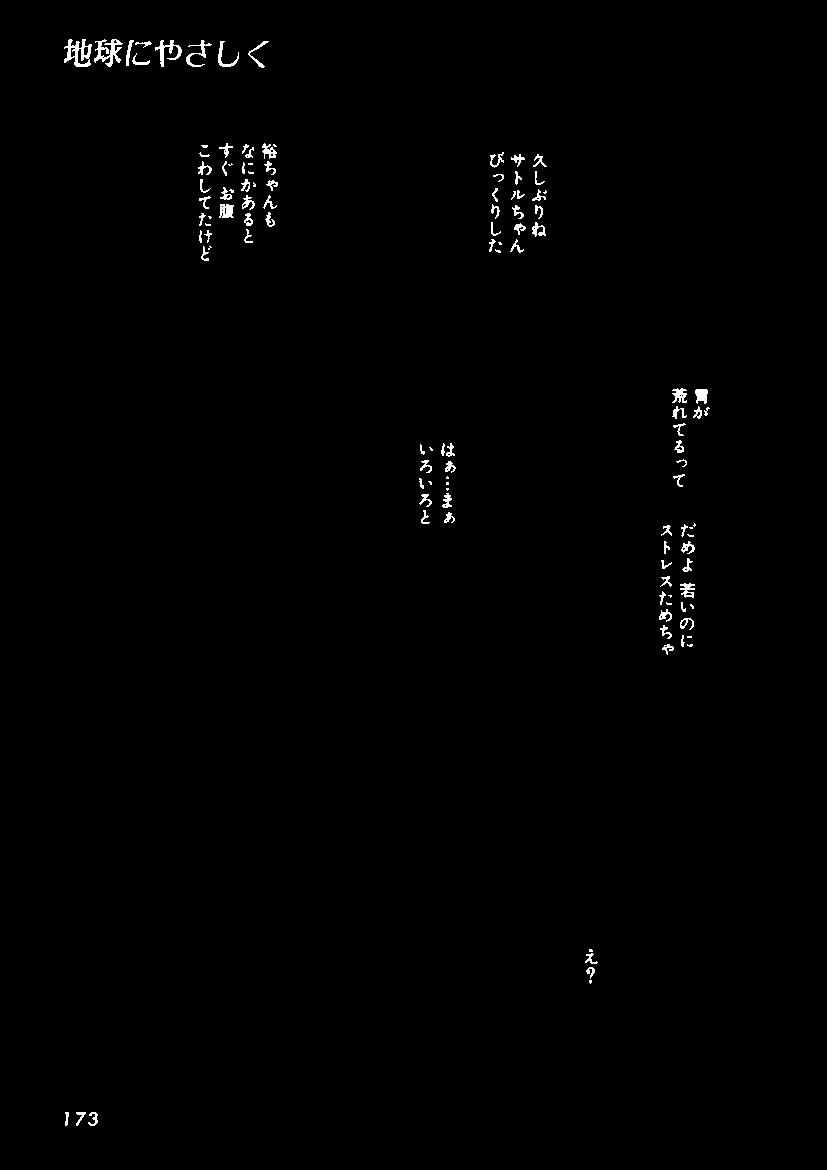 地球にやさしく
久しぶりね
サトルちゃん
びっくりした
裕ちゃんも
なにかあると
すぐ お腹
こわしてたけど
胃が
荒れてるって
だめよ 若いのに
ストレスためちゃ
はぁ…まぁ
いろいろと
え?
173